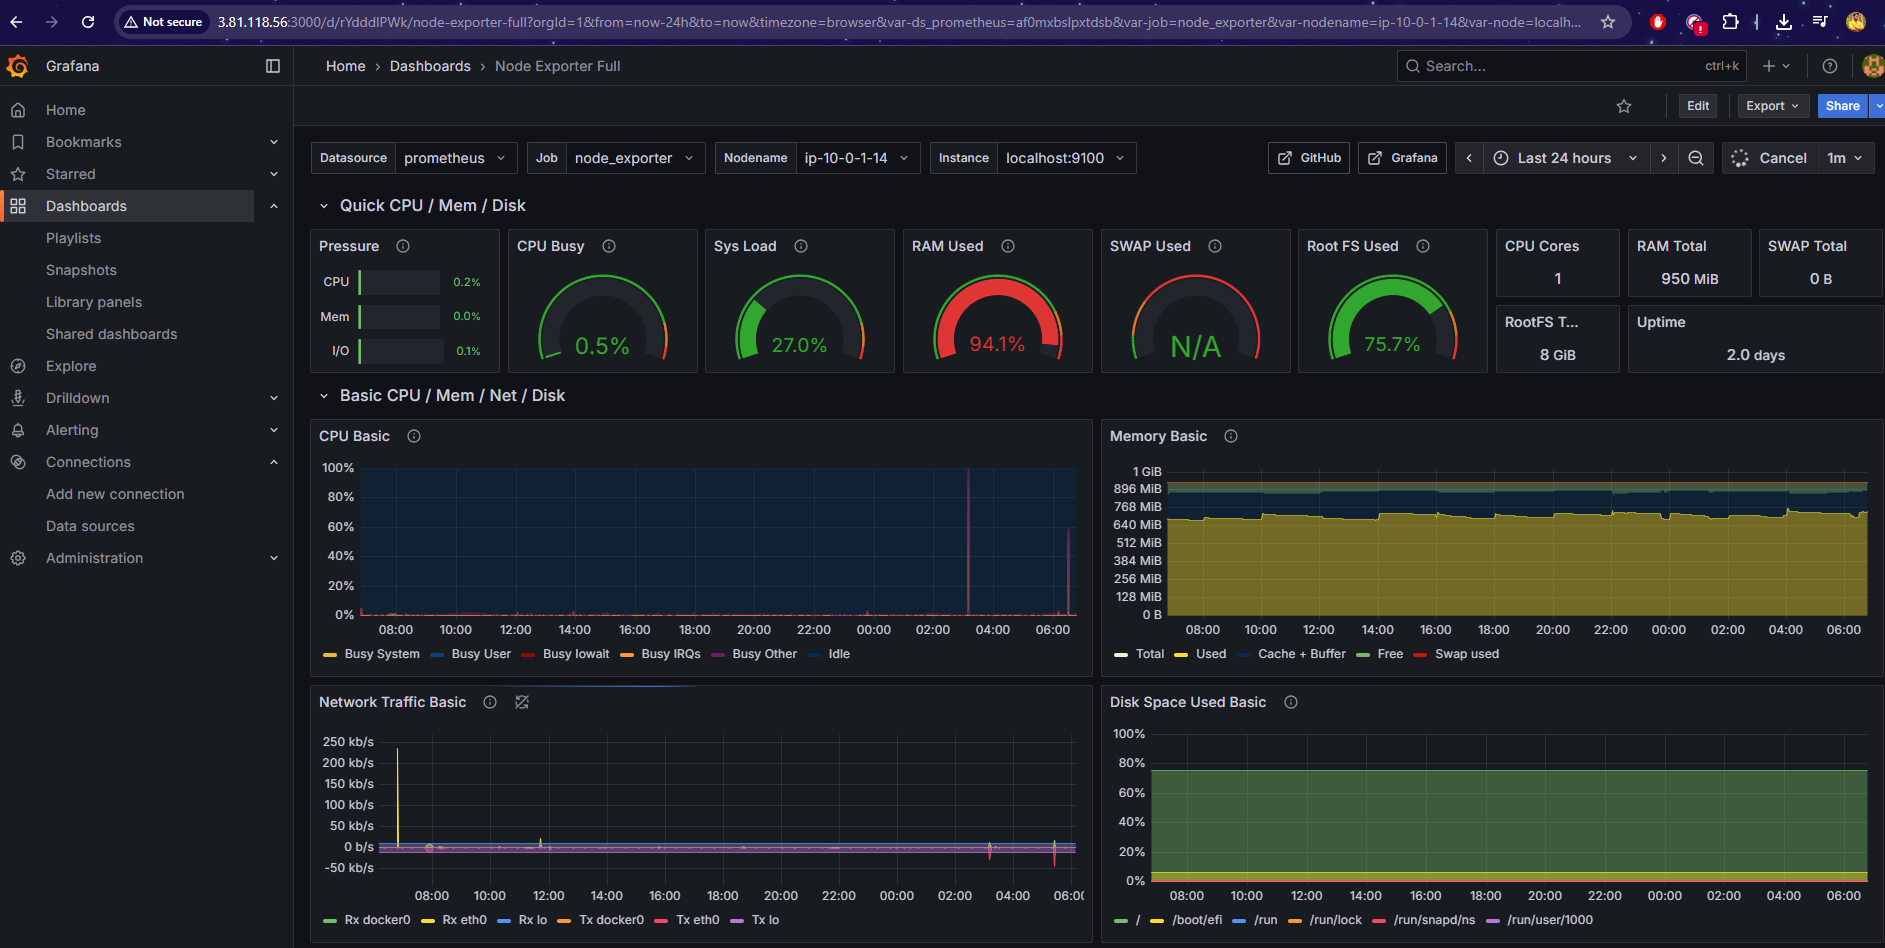 Not secure 3.81.118.56:3000/d/rYdddlPWk/node-exporter-full?orgId=1&from=now-24h&to=now&timezone=browser&var-ds_prometheus=af0mxbslpxtdsb&var-job=node_exporter&var-nodename=ip-10-0-1-14&var-node=localh...
Grafana
Home › Dashboards › Node Exporter Full
Search... ctrl+k
Edit Export Share
Home
Bookmarks
Starred
Dashboards
Playlists
Snapshots
Library panels
Shared dashboards
Explore
Drilldown
Alerting
Connections
Add new connection
Data sources
Administration
Datasource prometheus Job node_exporter Nodename ip-10-0-1-14 Instance localhost:9100 GitHub Grafana Last 24 hours Cancel 1m
Quick CPU / Mem / Disk
Pressure
CPU 0.2%
Mem 0.0%
I/O 0.1%
CPU Busy
0.5%
Sys Load
27.0%
RAM Used
94.1%
SWAP Used
N/A
Root FS Used
75.7%
CPU Cores
1
RAM Total
950 MiB
SWAP Total
0 B
RootFS T...
8 GiB
Uptime
2.0 days
Basic CPU / Mem / Net / Disk
CPU Basic
100%
80%
60%
40%
20%
0%
08:00 10:00 12:00 14:00 16:00 18:00 20:00 22:00 00:00 02:00 04:00 06:00
Busy System Busy User Busy Iowait Busy IRQs Busy Other Idle
Memory Basic
1 GiB
896 MiB
768 MiB
640 MiB
512 MiB
384 MiB
256 MiB
128 MiB
0 B
08:00 10:00 12:00 14:00 16:00 18:00 20:00 22:00 00:00 02:00 04:00 06:00
Total Used Cache + Buffer Free Swap used
Network Traffic Basic
250 kb/s
200 kb/s
150 kb/s
100 kb/s
50 kb/s
0 b/s
-50 kb/s
08:00 10:00 12:00 14:00 16:00 18:00 20:00 22:00 00:00 02:00 04:00 06:00
Rx docker0 Rx eth0 Rx lo Tx docker0 Tx eth0 Tx lo
Disk Space Used Basic
100%
80%
60%
40%
20%
0%
08:00 10:00 12:00 14:00 16:00 18:00 20:00 22:00 00:00 02:00 04:00 06:00
/ /boot/efi /run /run/lock /run/snapd/ns /run/user/1000